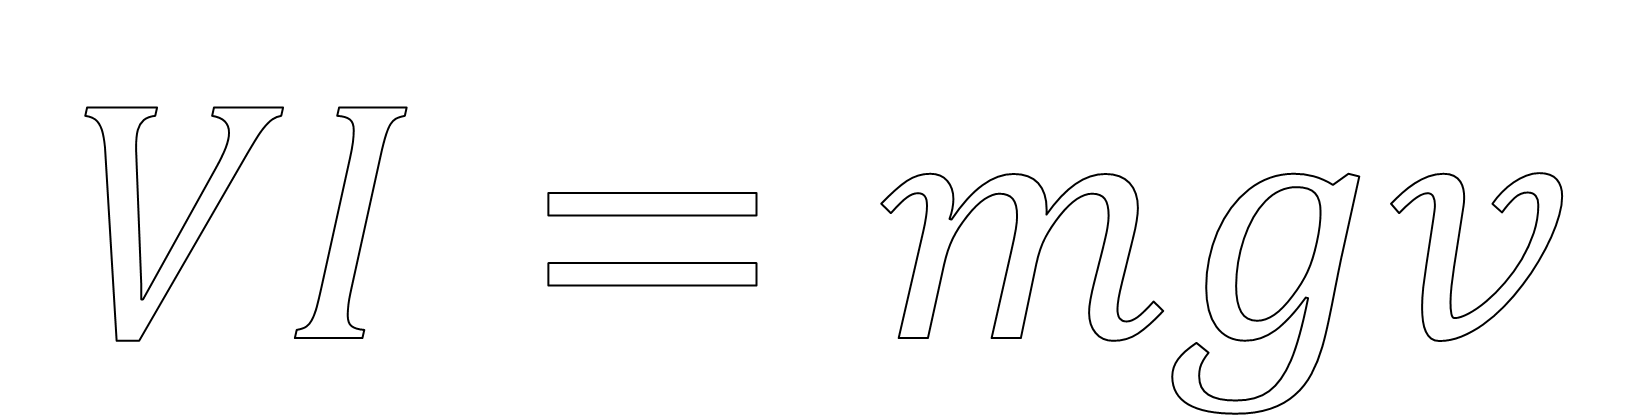 VI = mgv